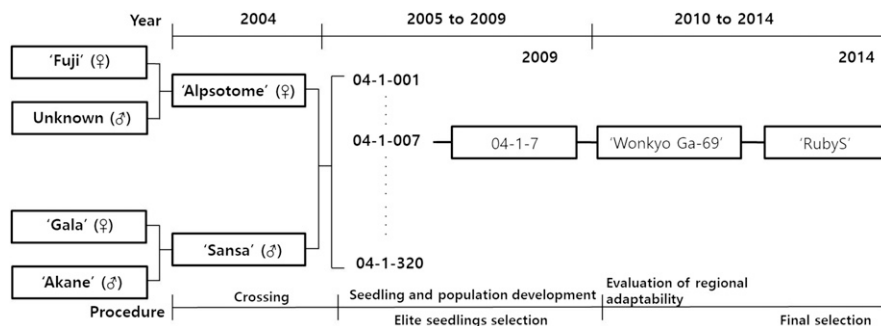 Year 2004 2005 to 2009 2010 to 2014
2009 2014
‘Fuji’ (♀)
Unknown (♂)
‘Alpsotome’ (♀)
‘Gala’ (♀)
‘Akane’ (♂)
‘Sansa’ (♂)
04-1-001
04-1-007
04-1-320
04-1-7
‘Wonkyo Ga-69’
‘RubyS’
Procedure
Crossing
Seedling and population development
Elite seedlings selection
Evaluation of regional
adaptability
Final selection